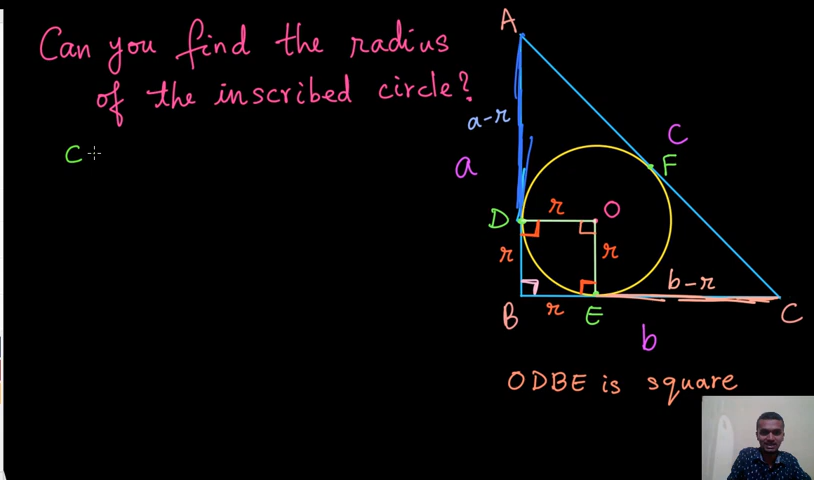 Can you find the radius
of the inscribed circle?
C
A
a-r
a
C
F
D
r
O
r
r
b-r
B
r
E
C
b
ODBE is square